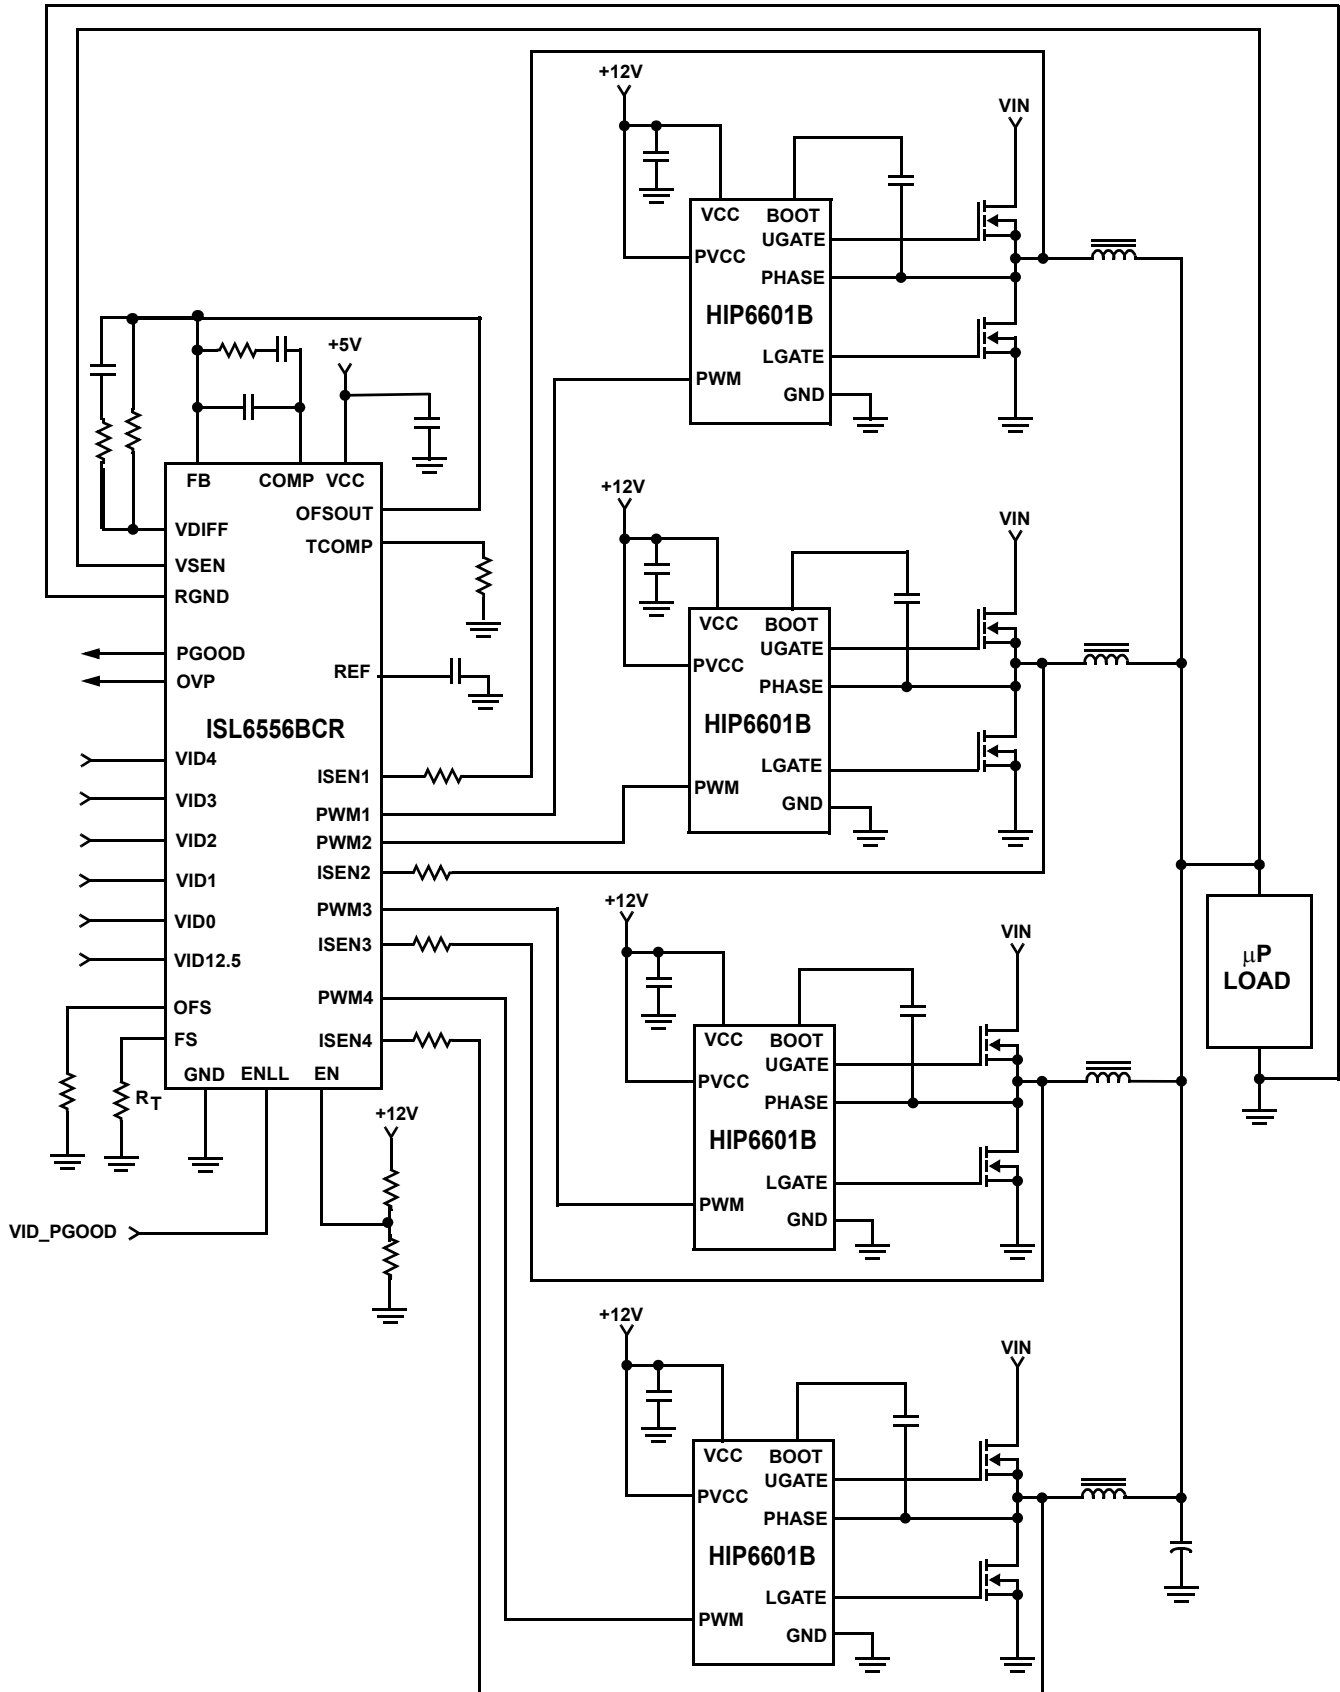 +12V
VIN
VCC
BOOT
UGATE
PVCC
PHASE
HIP6601B
LGATE
PWM
GND
+5V
FB
COMP
VCC
OFSOUT
VDIFF
TCOMP
VSEN
RGND
PGOOD
REF
OVP
ISL6556BCR
VID4
ISEN1
VID3
PWM1
VID2
PWM2
VID1
ISEN2
VID0
PWM3
ISEN3
VID12.5
OFS
PWM4
FS
ISEN4
GND
ENLL
EN
RT
+12V
VID_PGOOD
+12V
VIN
VCC
BOOT
UGATE
PVCC
PHASE
HIP6601B
LGATE
PWM
GND
+12V
VIN
VCC
BOOT
UGATE
PVCC
PHASE
HIP6601B
LGATE
PWM
GND
μP
LOAD
+12V
VIN
VCC
BOOT
UGATE
PVCC
PHASE
HIP6601B
LGATE
PWM
GND